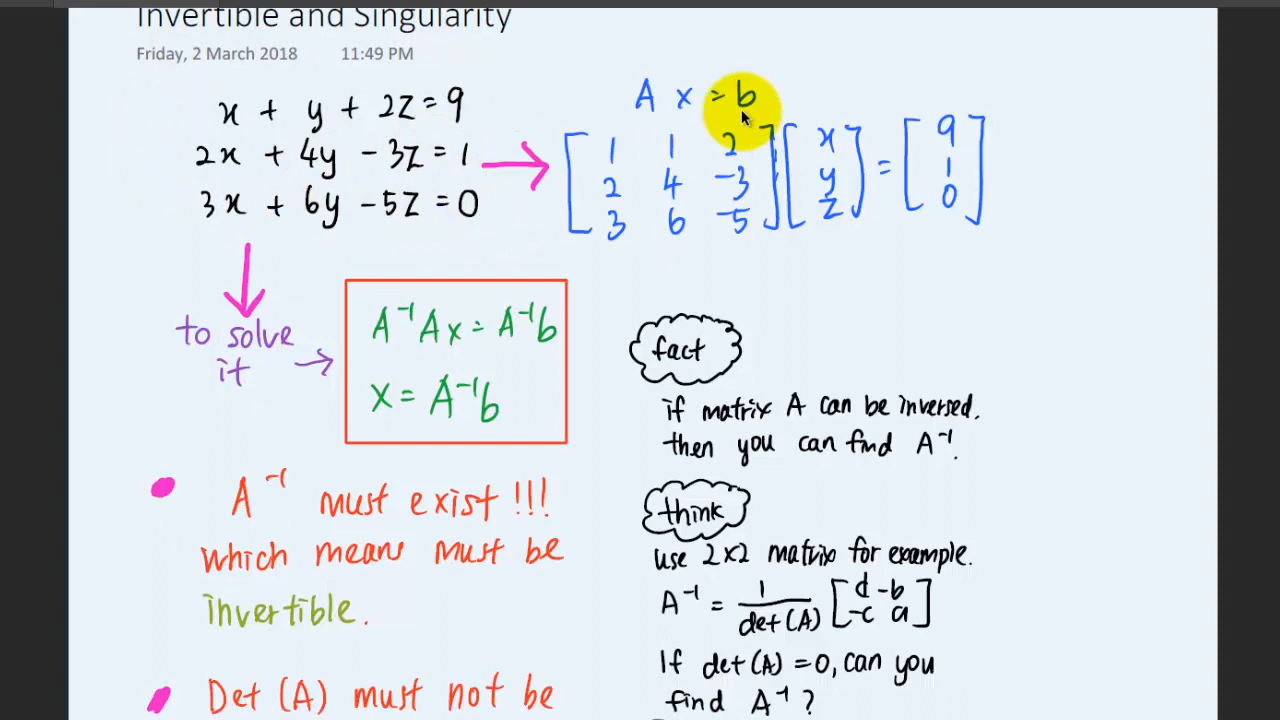 Invertible and Singularity
Friday, 2 March 2018 11:49 PM
x + y + 2z = 9
2x + 4y - 3z = 1
3x + 6y - 5z = 0
A x = b
[ 1 1 2 ] [ x ] = [ 9 ]
[ 2 4 -3 ] [ y ] [ 1 ]
[ 3 6 -5 ] [ z ] [ 0 ]
to solve
it
A⁻¹Ax = A⁻¹b
x = A⁻¹b
fact
if matrix A can be inversed.
then you can find A⁻¹.
A⁻¹ must exist !!!
which means must be
invertible.
think
use 2x2 matrix for example.
A⁻¹ = 1/det(A) [ d -b ]
[ -c a ]
If det(A) = 0, can you
find A⁻¹ ?
Det (A) must not be